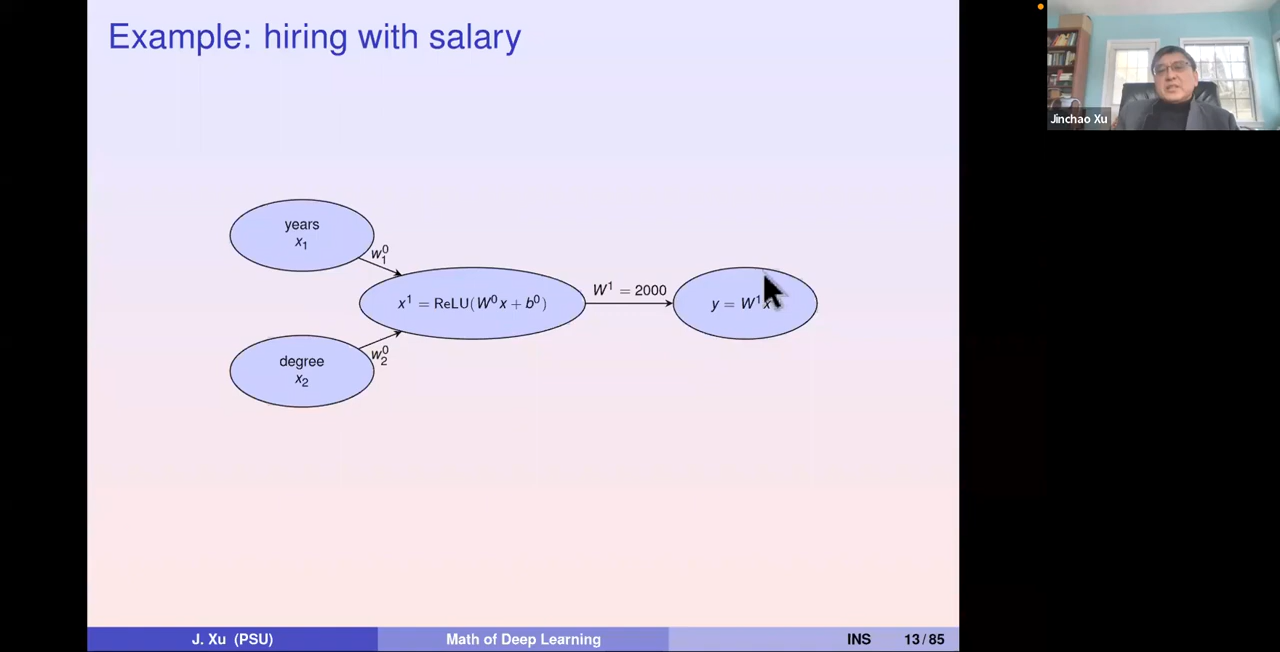 Example: hiring with salary
Jinchao Xu
years
x₁
w₁⁰
x¹ = ReLU(W⁰x + b⁰)
W¹ = 2000
y = W¹x
degree
x₂
w₂⁰
J. Xu (PSU)
Math of Deep Learning
INS
13 / 85